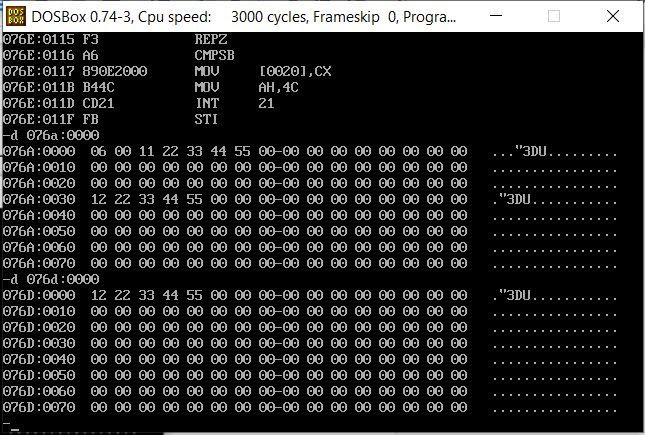 DOS BOX DOSBox 0.74-3, Cpu speed: 3000 cycles, Frameskip 0, Progra...
076E:0115 F3 REPZ
076E:0116 A6 CMPSB
076E:0117 890E2000 MOV [0020],CX
076E:011B B44C MOV AH,4C
076E:011D CD21 INT 21
076E:011F FB STI
-d 076a:0000
076A:0000 06 00 11 22 33 44 55 00-00 00 00 00 00 00 00 00 ..."3DU.........
076A:0010 00 00 00 00 00 00 00 00-00 00 00 00 00 00 00 00 ................
076A:0020 00 00 00 00 00 00 00 00-00 00 00 00 00 00 00 00 ................
076A:0030 12 22 33 44 55 00 00 00-00 00 00 00 00 00 00 00 ."3DU...........
076A:0040 00 00 00 00 00 00 00 00-00 00 00 00 00 00 00 00 ................
076A:0050 00 00 00 00 00 00 00 00-00 00 00 00 00 00 00 00 ................
076A:0060 00 00 00 00 00 00 00 00-00 00 00 00 00 00 00 00 ................
076A:0070 00 00 00 00 00 00 00 00-00 00 00 00 00 00 00 00 ................
-d 076d:0000
076D:0000 12 22 33 44 55 00 00 00-00 00 00 00 00 00 00 00 ."3DU...........
076D:0010 00 00 00 00 00 00 00 00-00 00 00 00 00 00 00 00 ................
076D:0020 00 00 00 00 00 00 00 00-00 00 00 00 00 00 00 00 ................
076D:0030 00 00 00 00 00 00 00 00-00 00 00 00 00 00 00 00 ................
076D:0040 00 00 00 00 00 00 00 00-00 00 00 00 00 00 00 00 ................
076D:0050 00 00 00 00 00 00 00 00-00 00 00 00 00 00 00 00 ................
076D:0060 00 00 00 00 00 00 00 00-00 00 00 00 00 00 00 00 ................
076D:0070 00 00 00 00 00 00 00 00-00 00 00 00 00 00 00 00 ................
-_